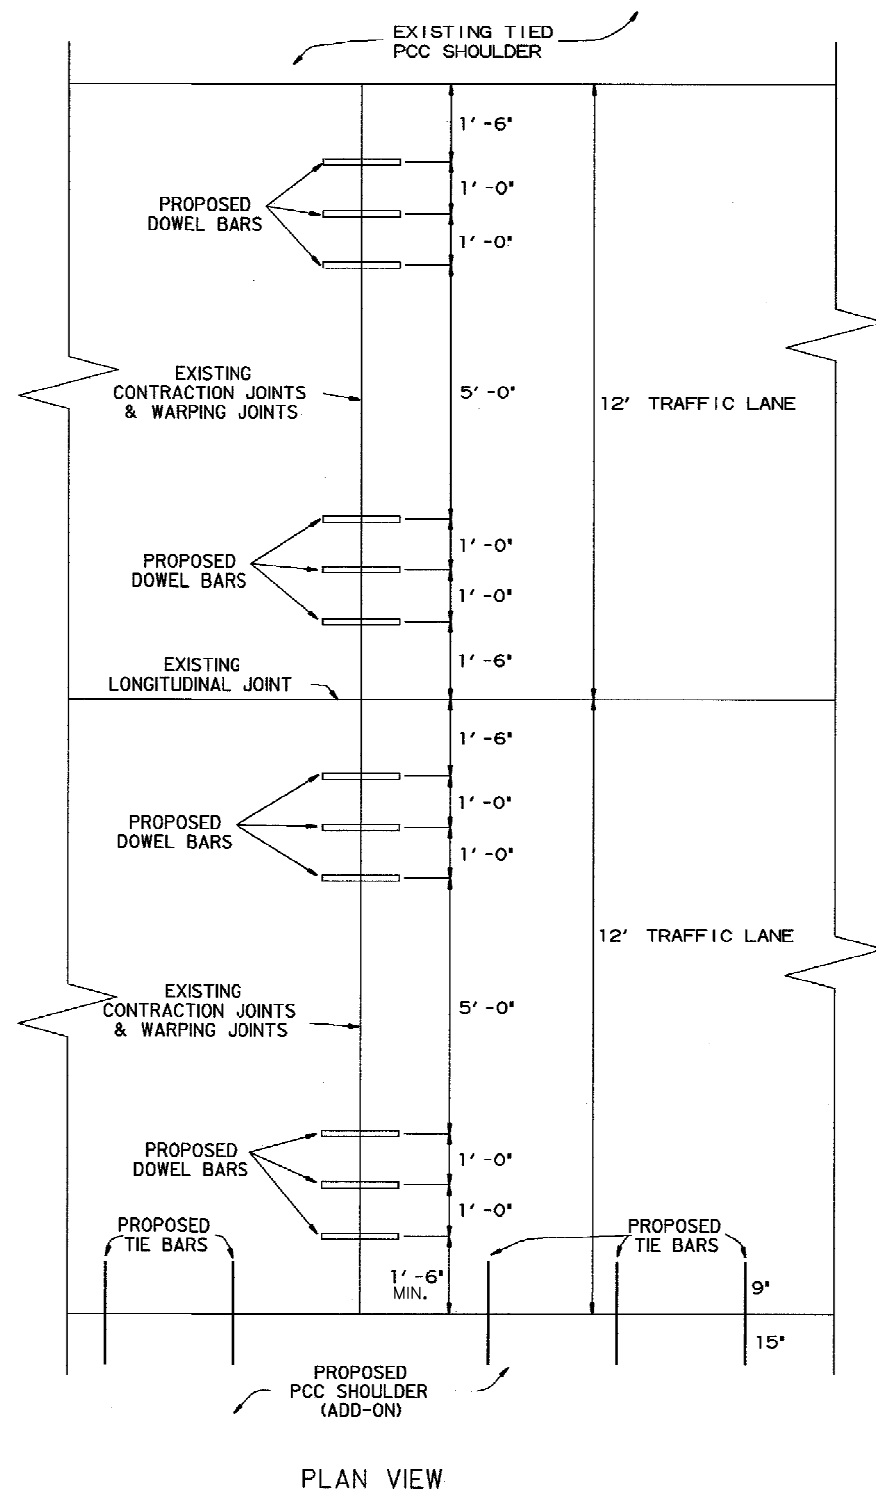 EXISTING TIED
PCC SHOULDER
1'-6"
1'-0"
PROPOSED
DOWEL BARS
1'-0"
EXISTING
CONTRACTION JOINTS
& WARPING JOINTS
5'-0"
12' TRAFFIC LANE
1'-0"
PROPOSED
DOWEL BARS
1'-0"
1'-6"
EXISTING
LONGITUDINAL JOINT
1'-6"
1'-0"
PROPOSED
DOWEL BARS
1'-0"
12' TRAFFIC LANE
EXISTING
CONTRACTION JOINTS
& WARPING JOINTS
5'-0"
PROPOSED
DOWEL BARS
1'-0"
1'-0"
PROPOSED
TIE BARS
PROPOSED
TIE BARS
1'-6"
MIN.
9"
15"
PROPOSED
PCC SHOULDER
(ADD-ON)
PLAN VIEW